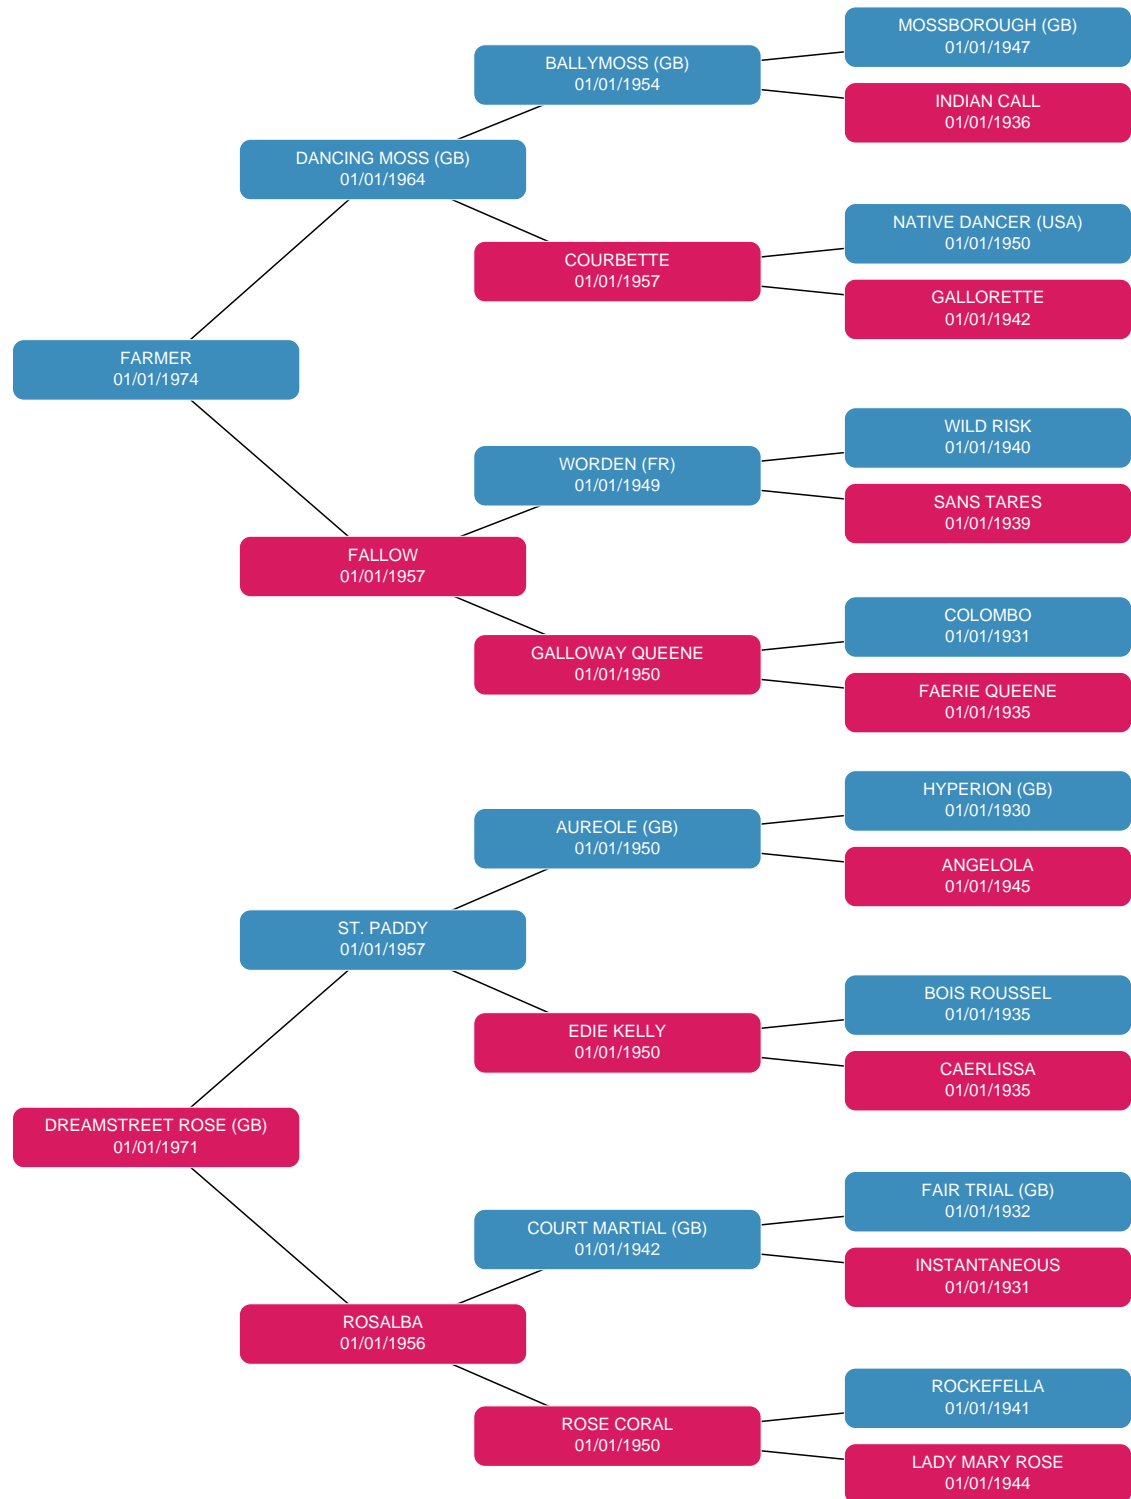 MOSSBOROUGH (GB)
01/01/1947
BALLYMOSS (GB)
01/01/1954
INDIAN CALL
01/01/1936
DANCING MOSS (GB)
01/01/1964
NATIVE DANCER (USA)
01/01/1950
COURBETTE
01/01/1957
GALLORETTE
01/01/1942
FARMER
01/01/1974
WILD RISK
01/01/1940
WORDEN (FR)
01/01/1949
SANS TARES
01/01/1939
FALLOW
01/01/1957
COLOMBO
01/01/1931
GALLOWAY QUEENE
01/01/1950
FAERIE QUEENE
01/01/1935
HYPERION (GB)
01/01/1930
AUREOLE (GB)
01/01/1950
ANGELOLA
01/01/1945
ST. PADDY
01/01/1957
BOIS ROUSSEL
01/01/1935
EDIE KELLY
01/01/1950
CAERLISSA
01/01/1935
DREAMSTREET ROSE (GB)
01/01/1971
FAIR TRIAL (GB)
01/01/1932
COURT MARTIAL (GB)
01/01/1942
INSTANTANEOUS
01/01/1931
ROSALBA
01/01/1956
ROCKEFELLA
01/01/1941
ROSE CORAL
01/01/1950
LADY MARY ROSE
01/01/1944